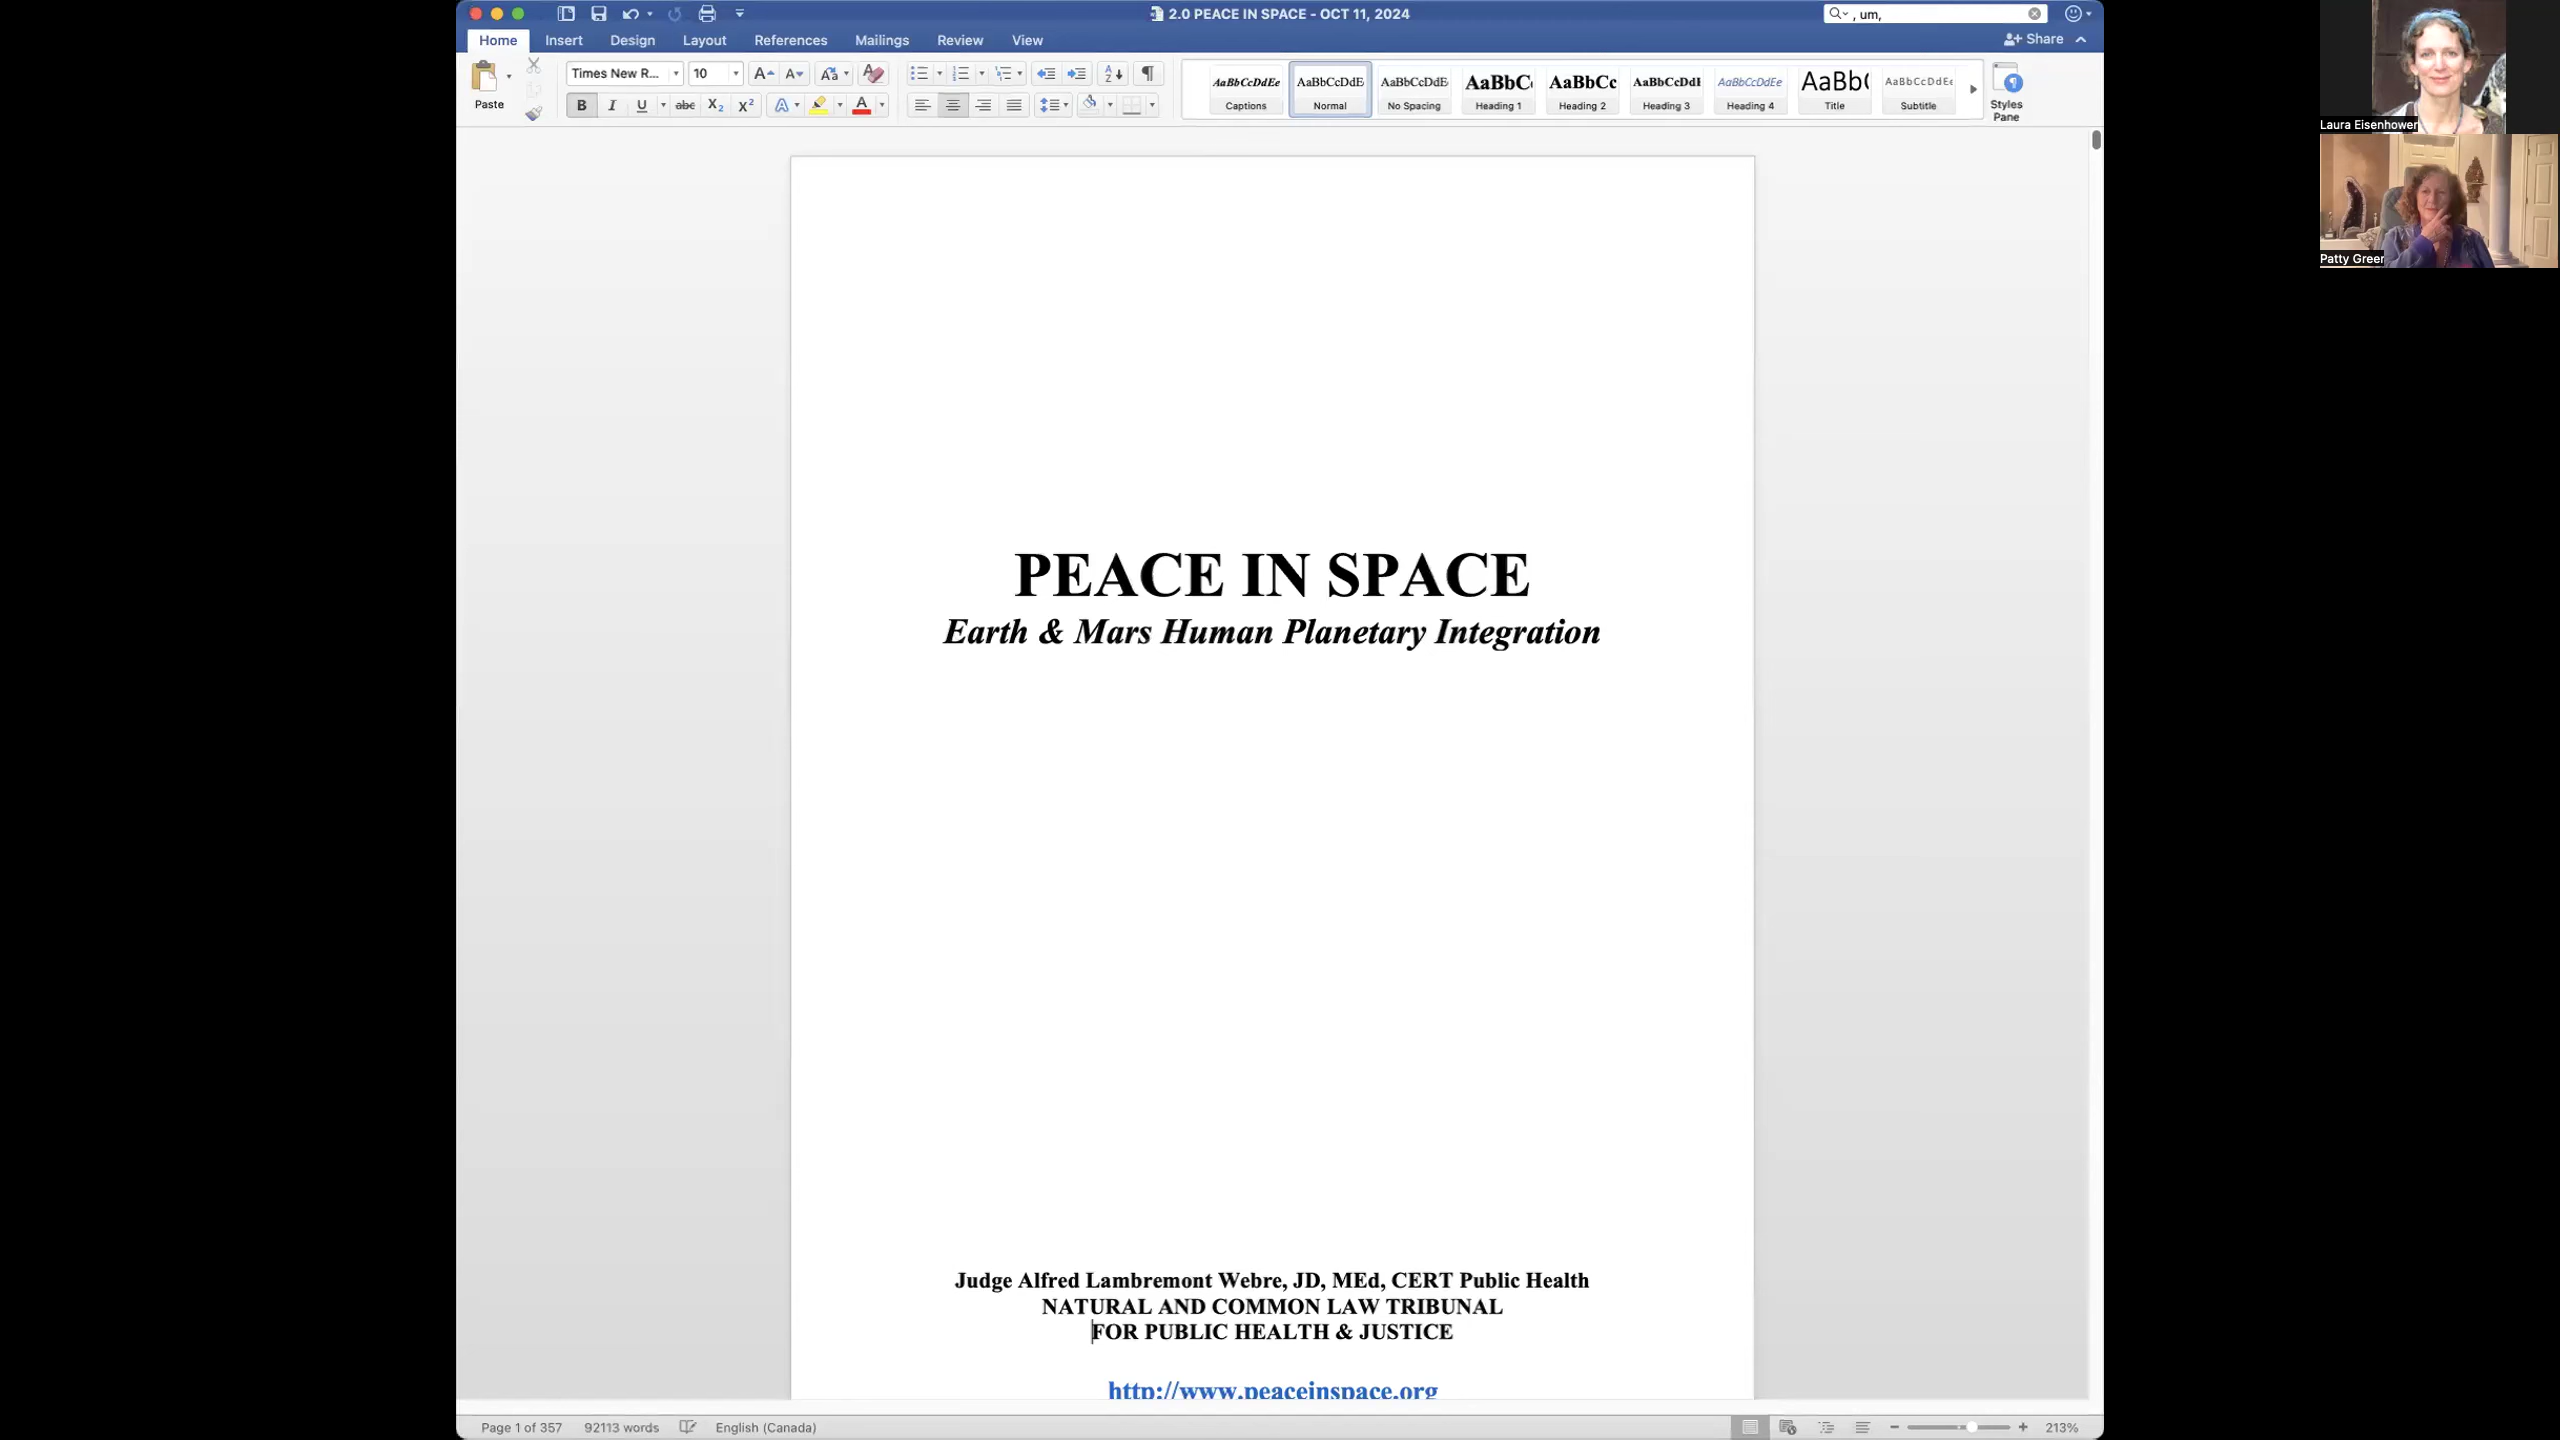 2.0 PEACE IN SPACE - OCT 11, 2024
, um,
Home Insert Design Layout References Mailings Review View
Share
Paste
Times New R... 10
AaBbCcDdEe AaBbCcDdE AaBbCcDdE AaBbC AaBbCc AaBbCcDdI AaBbCcDdEe AaBb( AaBbCcDdEe
Captions Normal No Spacing Heading 1 Heading 2 Heading 3 Heading 4 Title Subtitle
Styles
Pane
B I U abc X2 X2 A A
Laura Eisenhower
Patty Greer
PEACE IN SPACE
Earth & Mars Human Planetary Integration
Judge Alfred Lambremont Webre, JD, MEd, CERT Public Health
NATURAL AND COMMON LAW TRIBUNAL
FOR PUBLIC HEALTH & JUSTICE
http://www.peaceinspace.org
Page 1 of 357 92113 words English (Canada) 213%